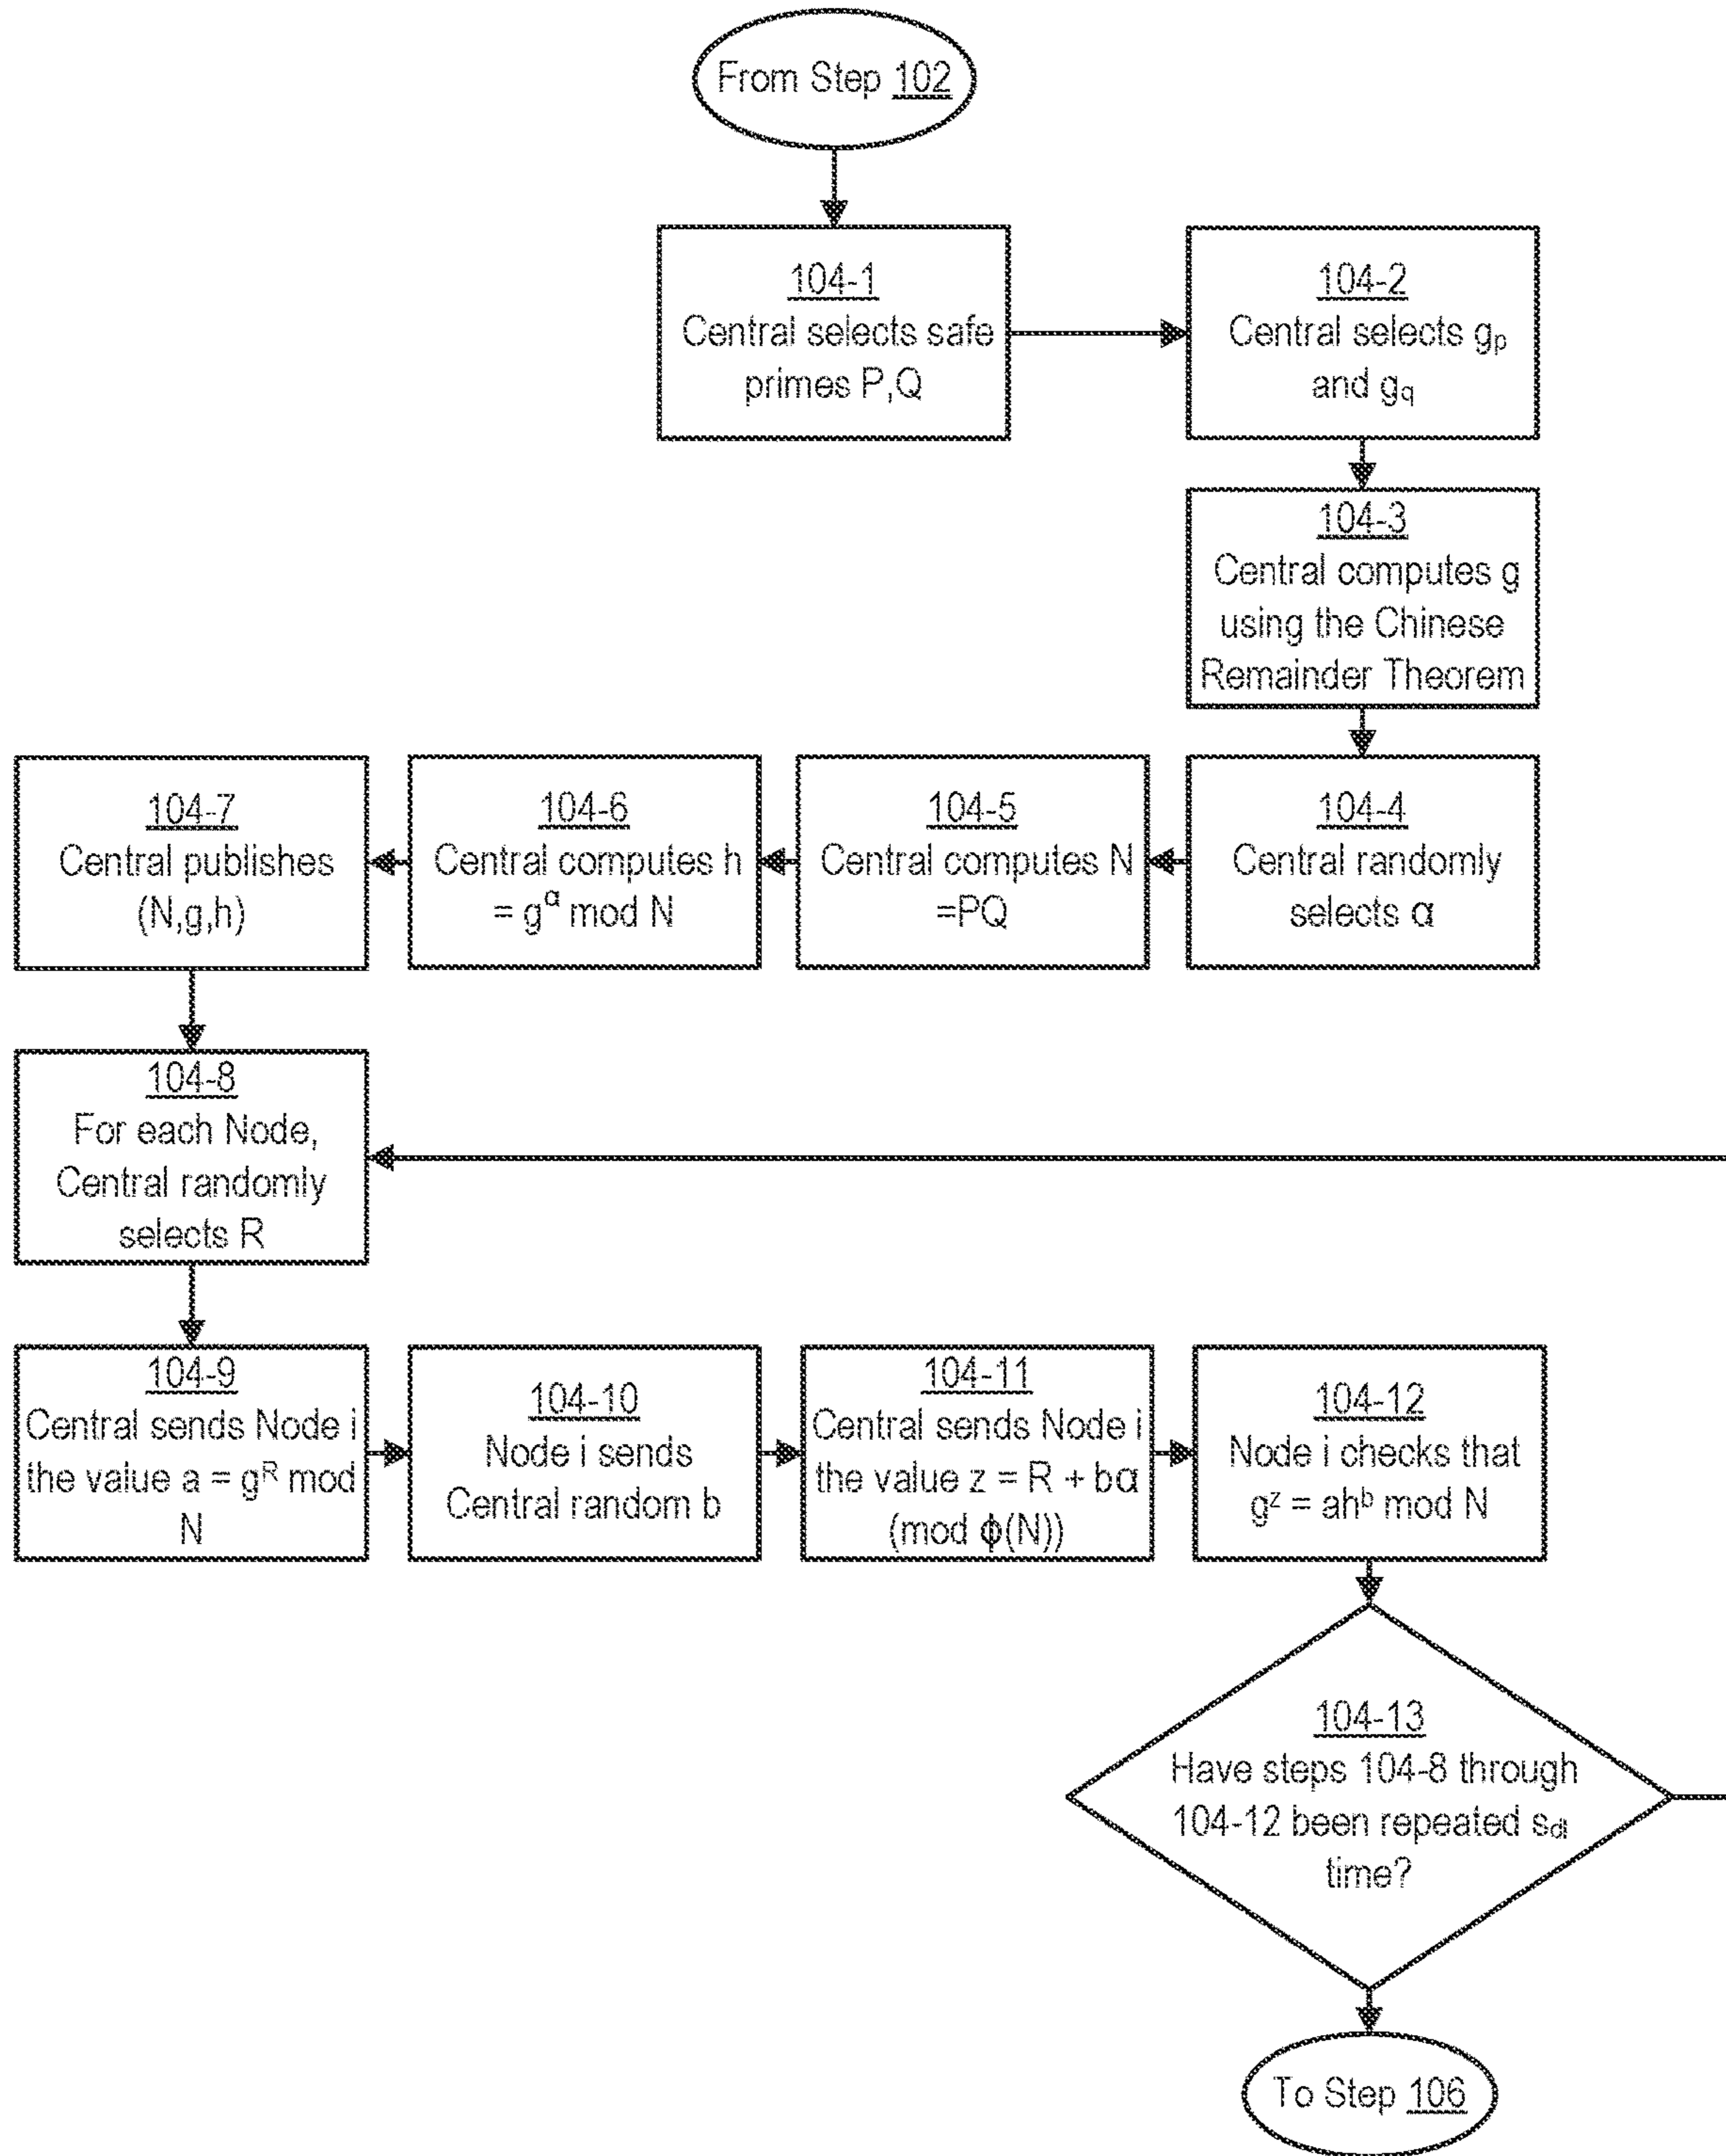 From Step 102
104-1
Central selects safe
primes P,Q
104-2
Central selects gₚ
and g_q
104-3
Central computes g
using the Chinese
Remainder Theorem
104-4
Central randomly
selects α
104-5
Central computes N
=PQ
104-6
Central computes h
= g^α mod N
104-7
Central publishes
(N,g,h)
104-8
For each Node,
Central randomly
selects R
104-9
Central sends Node i
the value a = g^R mod
N
104-10
Node i sends
Central random b
104-11
Central sends Node i
the value z = R + bα
(mod ϕ(N))
104-12
Node i checks that
g^z = ah^b mod N
104-13
Have steps 104-8 through
104-12 been repeated s_dl
time?
To Step 106